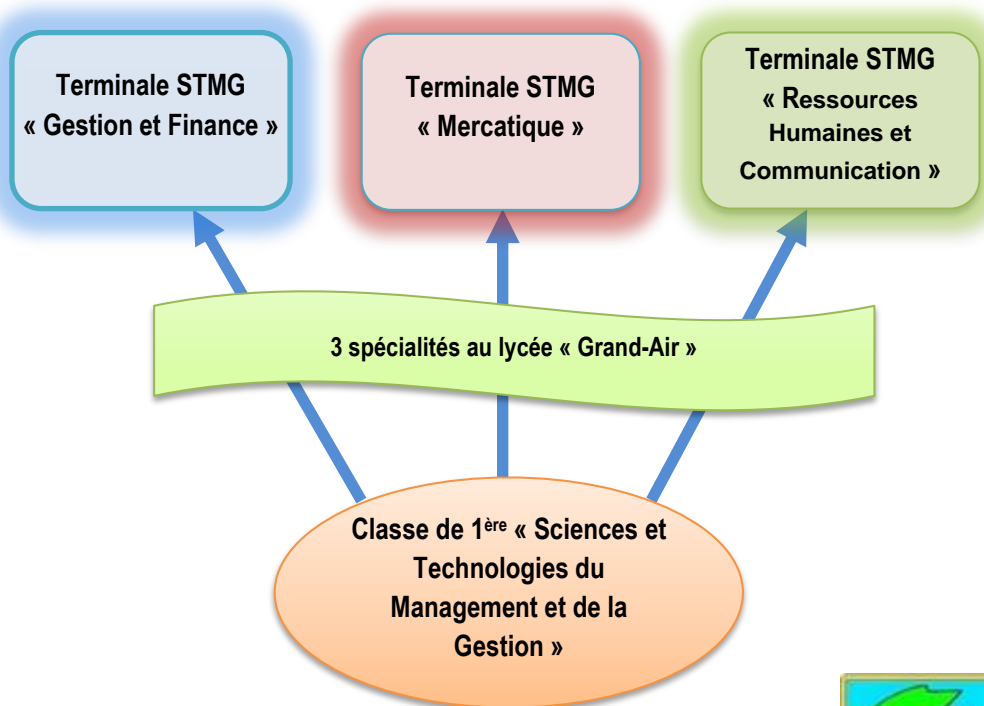 Terminale STMG
« Gestion et Finance »
Terminale STMG
« Mercatique »
Terminale STMG
« Ressources
Humaines et
Communication »
3 spécialités au lycée « Grand-Air »
Classe de 1ère « Sciences et
Technologies du
Management et de la
Gestion »